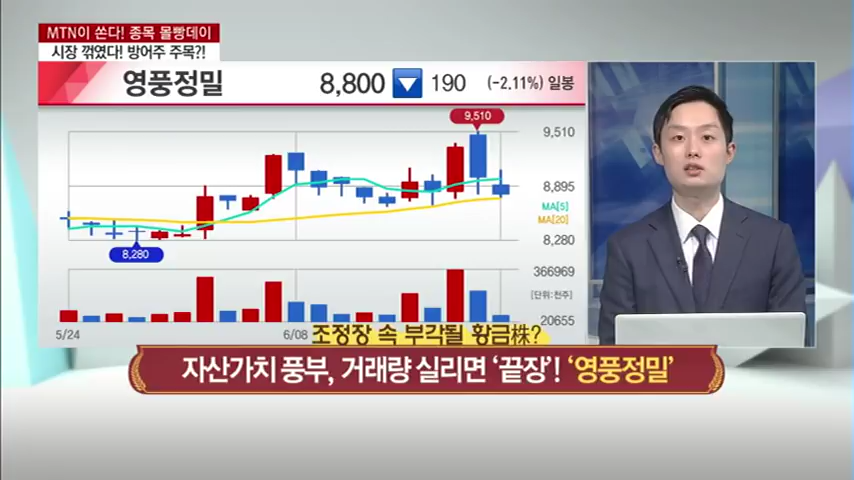 MTN이 쏜다! 종목 몰빵데이
시장 꺾였다! 방어주 주목?!
영풍정밀 8,800 190 (-2.11%) 일봉
9,510
9,510
8,895
MA[5]
MA[20]
8,280
8,280
366969
[단위:천주]
20655
5/24 6/08
조정장 속 부각될 황금株?
자산가치 풍부, 거래량 실리면 ‘끝장’! ‘영풍정밀’